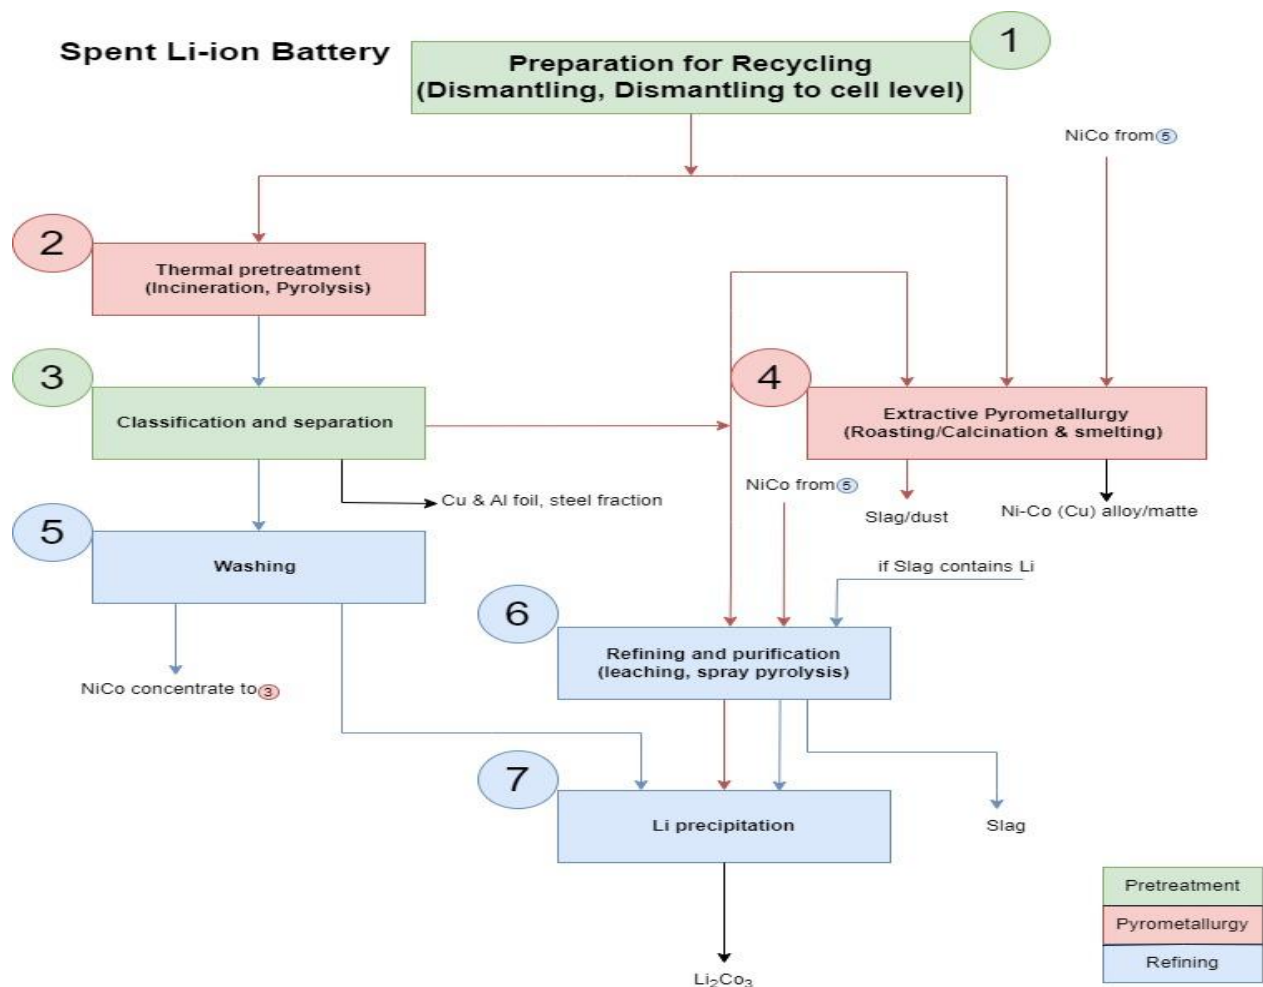 Spent Li-ion Battery
1
Preparation for Recycling
(Dismantling, Dismantling to cell level)
NiCo from 5
2
Thermal pretreatment
(Incineration, Pyrolysis)
3
Classification and separation
4
Extractive Pyrometallurgy
(Roasting/Calcination & smelting)
Cu & Al foil, steel fraction
NiCo from 5
Slag/dust
Ni-Co (Cu) alloy/matte
5
Washing
if Slag contains Li
6
Refining and purification
(leaching, spray pyrolysis)
NiCo concentrate to 3
7
Li precipitation
Slag
Li₂Co₃
Pretreatment
Pyrometallurgy
Refining